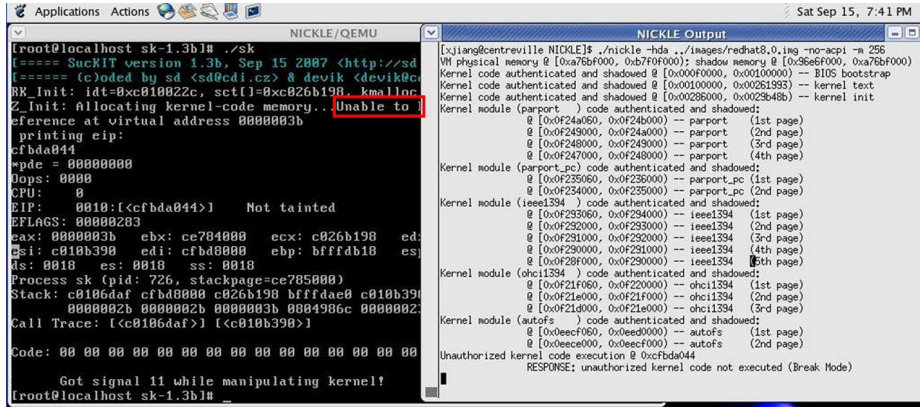 Applications Actions Sat Sep 15, 7:41 PM
NICKLE/QEMU
[root@localhost sk-1.3b]# ./sk
[===== SucKIT version 1.3b, Sep 15 2007 <http://sd
[====== (c)oded by sd <sd@cdi.cz> & devik <devik@c
RK_Init: idt=0xc010022c, sct[]=0xc026b198, kmalloc
Z_Init: Allocating kernel-code memory...Unable to
eference at virtual address 0000003b
printing eip:
cfbda044
*pde = 00000000
Oops: 0000
CPU: 0
EIP: 0010:[<cfbda044>] Not tainted
EFLAGS: 00000283
eax: 0000003b ebx: ce784000 ecx: c026b198 ed
esi: c010b390 edi: cfbd8000 ebp: bfffdb18 es
ds: 0018 es: 0018 ss: 0018
Process sk (pid: 726, stackpage=ce785000)
Stack: c0106daf cfbd8000 c026b198 bfffdae0 c010b39
0000002b 0000002b 0000003b 0804986c 0000002
Call Trace: [<c0106daf>] [<c010b390>]
Code: 00 00 00 00 00 00 00 00 00 00 00 00 00 00
Got signal 11 while manipulating kernel!
[root@localhost sk-1.3b]# _
NICKLE Output
[xjiang@centreville NICKLE]$ ./nickle -hda ../images/redhat8.0.img -no-acpi -m 256
VM physical memory @ [0xa76bf000, 0xb7f0f000); shadow memory @ [0x96e6f000, 0xa76bf000)
Kernel code authenticated and shadowed @ [0x000f0000, 0x00100000) -- BIOS bootstrap
Kernel code authenticated and shadowed @ [0x00100000, 0x00261993) -- kernel text
Kernel code authenticated and shadowed @ [0x00286000, 0x0029b48b) -- kernel init
Kernel module (parport ) code authenticated and shadowed:
@ [0x0f24a060, 0x0f24b000) -- parport (1st page)
@ [0x0f249000, 0x0f24a000) -- parport (2nd page)
@ [0x0f248000, 0x0f249000) -- parport (3rd page)
@ [0x0f247000, 0x0f248000) -- parport (4th page)
Kernel module (parport_pc) code authenticated and shadowed:
@ [0x0f235060, 0x0f236000) -- parport_pc (1st page)
@ [0x0f234000, 0x0f235000) -- parport_pc (2nd page)
Kernel module (ieee1394 ) code authenticated and shadowed:
@ [0x0f293060, 0x0f294000) -- ieee1394 (1st page)
@ [0x0f292000, 0x0f293000) -- ieee1394 (2nd page)
@ [0x0f291000, 0x0f292000) -- ieee1394 (3rd page)
@ [0x0f290000, 0x0f291000) -- ieee1394 (4th page)
@ [0x0f28f000, 0x0f290000) -- ieee1394 (5th page)
Kernel module (ohci1394 ) code authenticated and shadowed:
@ [0x0f21f060, 0x0f220000) -- ohci1394 (1st page)
@ [0x0f21e000, 0x0f21f000) -- ohci1394 (2nd page)
@ [0x0f21d000, 0x0f21e000) -- ohci1394 (3rd page)
Kernel module (autofs ) code authenticated and shadowed:
@ [0x0eecf060, 0x0eed0000) -- autofs (1st page)
@ [0x0eece000, 0x0eecf000) -- autofs (2nd page)
Unauthorized kernel code execution @ 0xcfbda044
RESPONSE: unauthorized kernel code not executed (Break Mode)